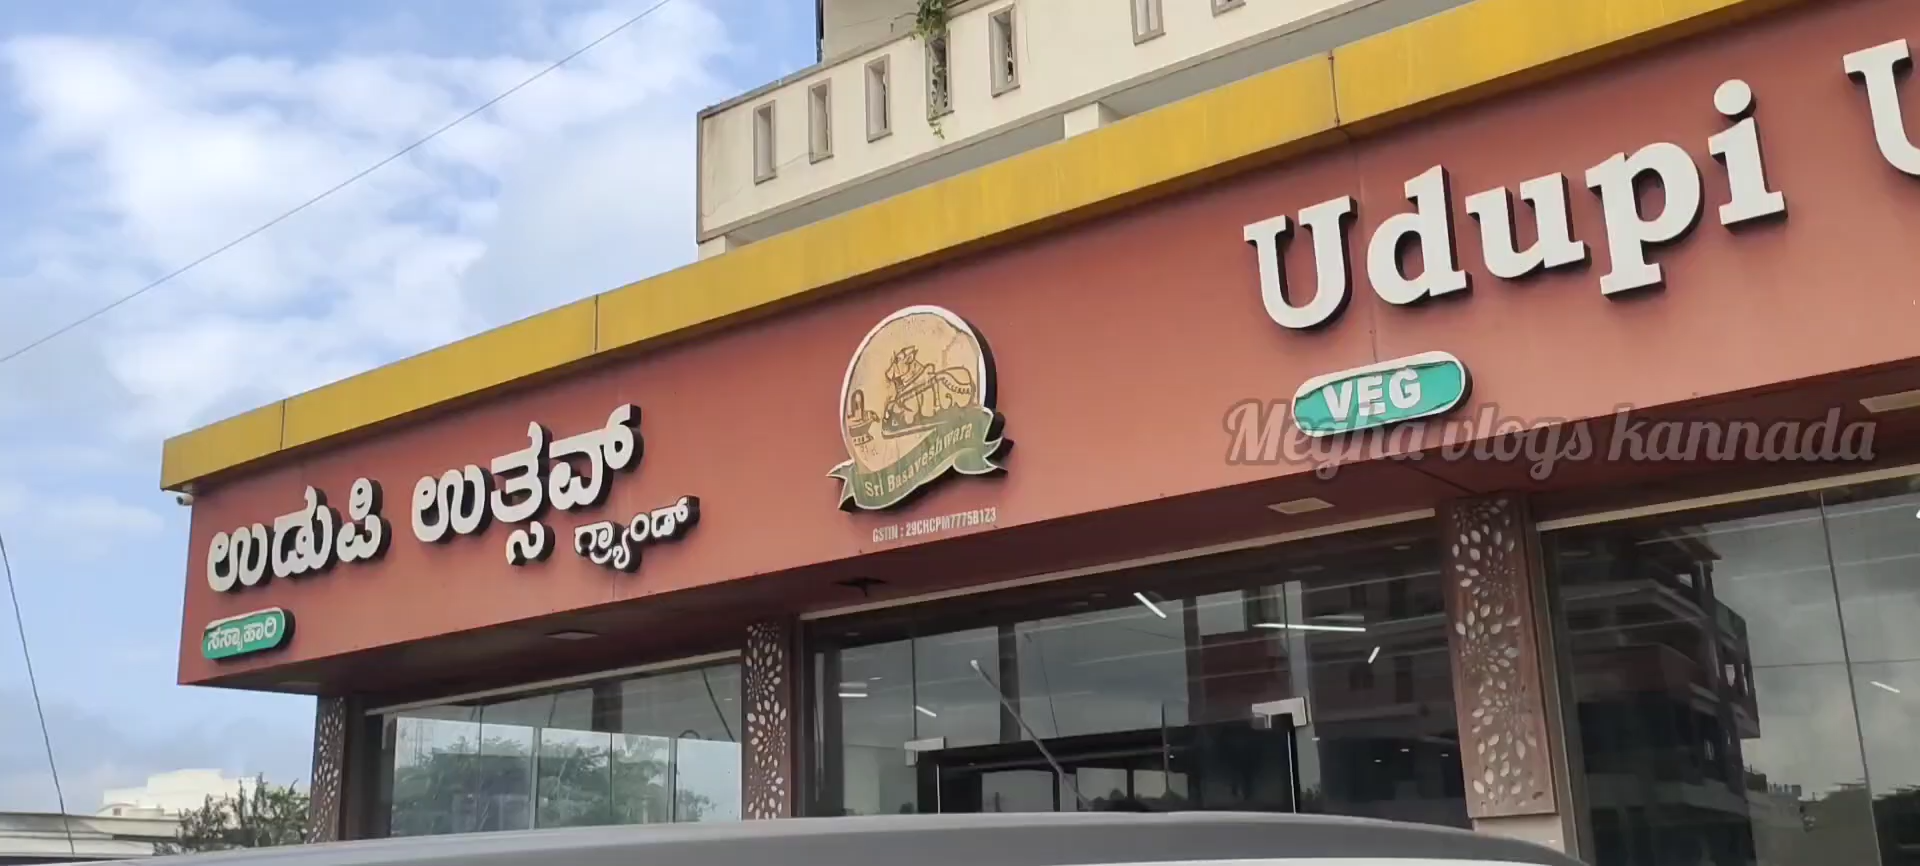 ಉಡುಪಿ ಉತ್ಸವ್
ಗ್ರ್ಯಾಂಡ್
ಸಸ್ಯಾಹಾರಿ
Sri Basaveshwara
GSTIN : 29CHCPM7775B1Z3
Udupi U
VEG
Megha vlogs kannada